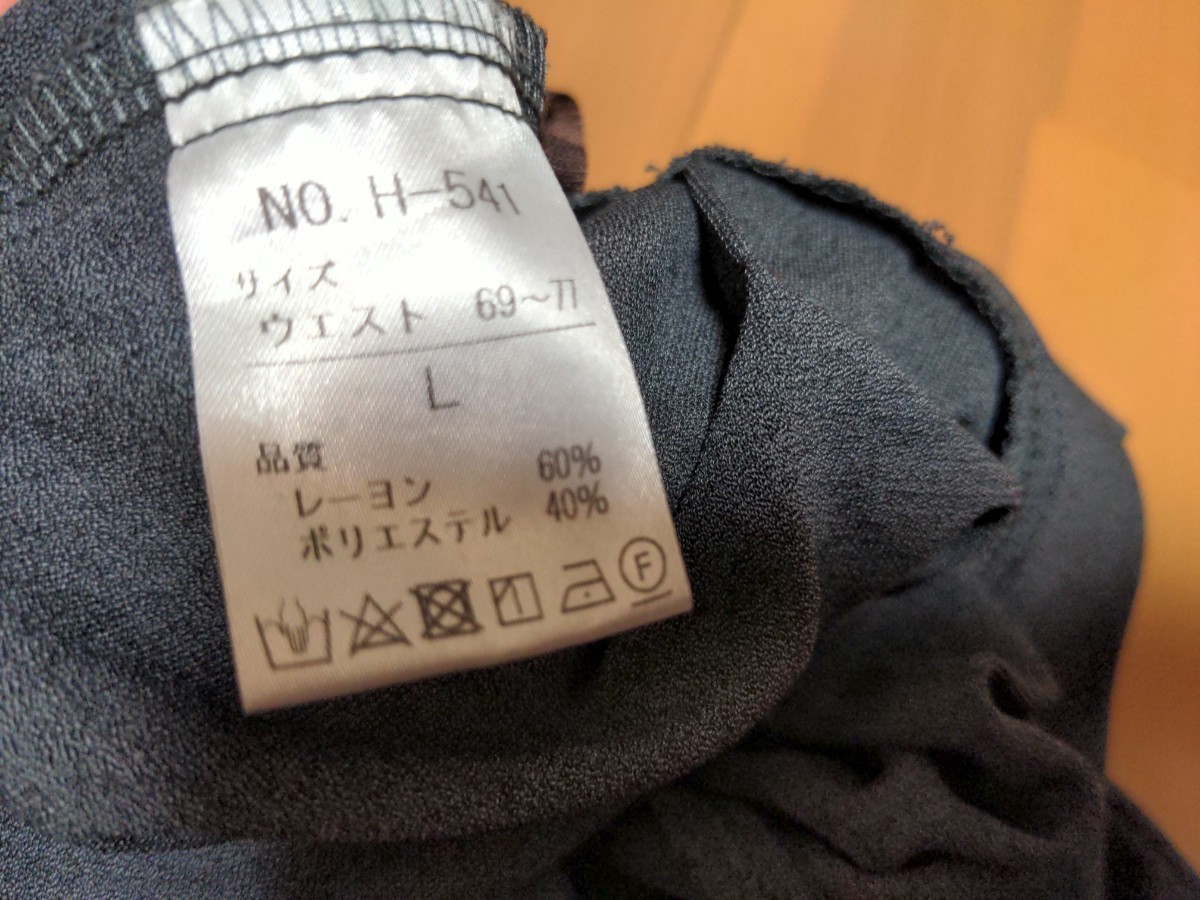 NO. H-541
サイズ
ウエスト 69〜77
L
品質
レーヨン 60%
ポリエステル 40%
F